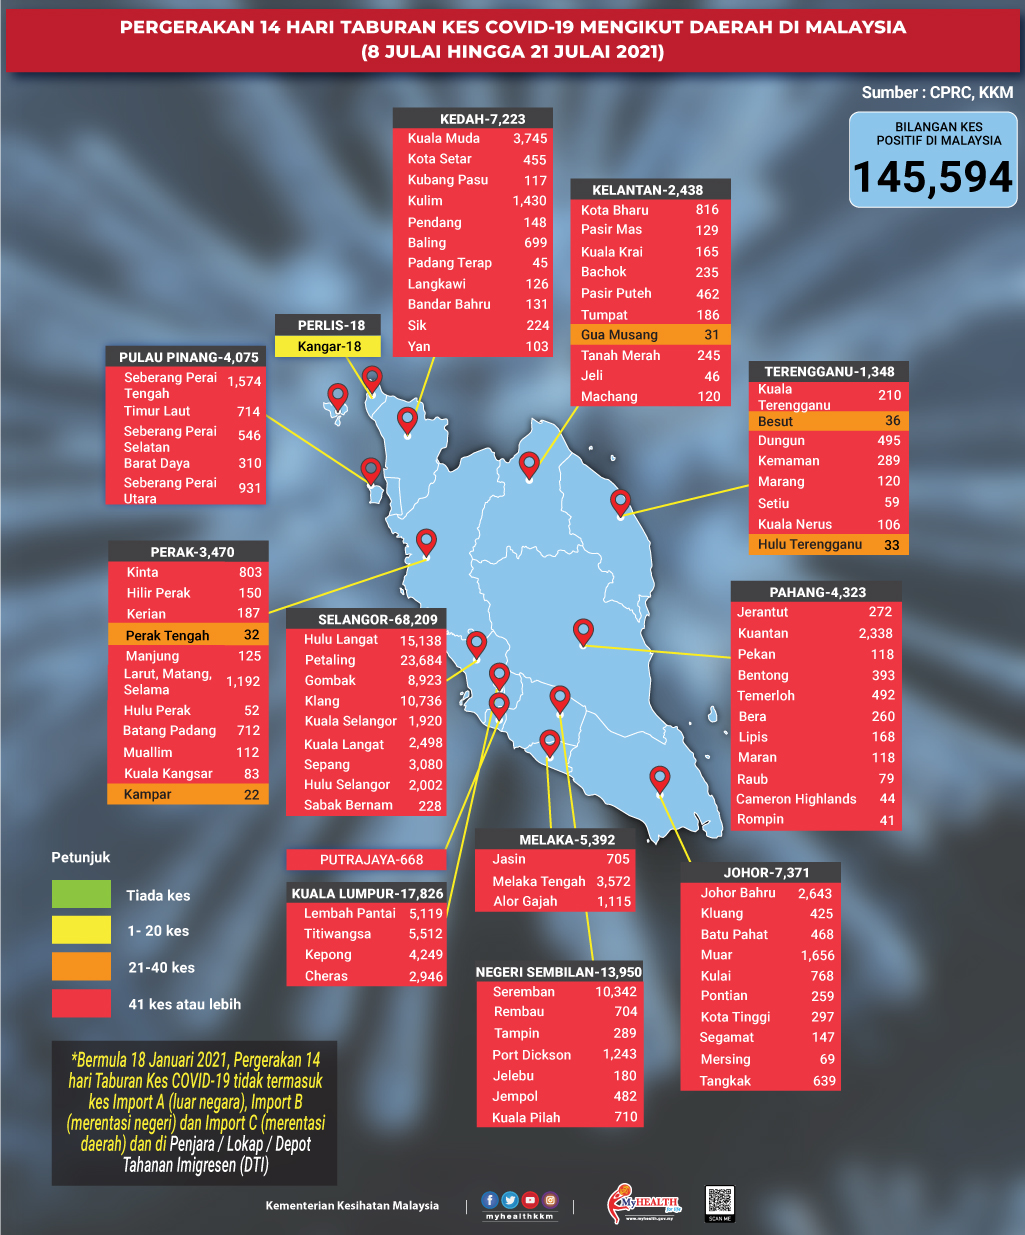 PERGERAKAN 14 HARI TABURAN KES COVID-19 MENGIKUT DAERAH DI MALAYSIA
(8 JULAI HINGGA 21 JULAI 2021)
Sumber : CPRC, KKM
BILANGAN KES
POSITIF DI MALAYSIA
145,594
KEDAH-7,223
Kuala Muda 3,745
Kota Setar 455
Kubang Pasu 117
Kulim 1,430
Pendang 148
Baling 699
Padang Terap 45
Langkawi 126
Bandar Bahru 131
Sik 224
Yan 103
KELANTAN-2,438
Kota Bharu 816
Pasir Mas 129
Kuala Krai 165
Bachok 235
Pasir Puteh 462
Tumpat 186
Gua Musang 31
Tanah Merah 245
Jeli 46
Machang 120
PERLIS-18
Kangar-18
PULAU PINANG-4,075
Seberang Perai
Tengah 1,574
Timur Laut 714
Seberang Perai
Selatan 546
Barat Daya 310
Seberang Perai
Utara 931
TERENGGANU-1,348
Kuala
Terengganu 210
Besut 36
Dungun 495
Kemaman 289
Marang 120
Setiu 59
Kuala Nerus 106
Hulu Terengganu 33
PERAK-3,470
Kinta 803
Hilir Perak 150
Kerian 187
Perak Tengah 32
Manjung 125
Larut, Matang,
Selama 1,192
Hulu Perak 52
Batang Padang 712
Muallim 112
Kuala Kangsar 83
Kampar 22
SELANGOR-68,209
Hulu Langat 15,138
Petaling 23,684
Gombak 8,923
Klang 10,736
Kuala Selangor 1,920
Kuala Langat 2,498
Sepang 3,080
Hulu Selangor 2,002
Sabak Bernam 228
PAHANG-4,323
Jerantut 272
Kuantan 2,338
Pekan 118
Bentong 393
Temerloh 492
Bera 260
Lipis 168
Maran 118
Raub 79
Cameron Highlands 44
Rompin 41
PUTRAJAYA-668
KUALA LUMPUR-17,826
Lembah Pantai 5,119
Titiwangsa 5,512
Kepong 4,249
Cheras 2,946
MELAKA-5,392
Jasin 705
Melaka Tengah 3,572
Alor Gajah 1,115
NEGERI SEMBILAN-13,950
Seremban 10,342
Rembau 704
Tampin 289
Port Dickson 1,243
Jelebu 180
Jempol 482
Kuala Pilah 710
JOHOR-7,371
Johor Bahru 2,643
Kluang 425
Batu Pahat 468
Muar 1,656
Kulai 768
Pontian 259
Kota Tinggi 297
Segamat 147
Mersing 69
Tangkak 639
Petunjuk
Tiada kes
1- 20 kes
21-40 kes
41 kes atau lebih
*Bermula 18 Januari 2021, Pergerakan 14
hari Taburan Kes COVID-19 tidak termasuk
kes Import A (luar negara), Import B
(merentasi negeri) dan Import C (merentasi
daerah) dan di Penjara / Lokap / Depot
Tahanan Imigresen (DTI)
Kementerian Kesihatan Malaysia
myhealthkkm
MyHEALTH
for life
www.myhealth.gov.my
SCAN ME